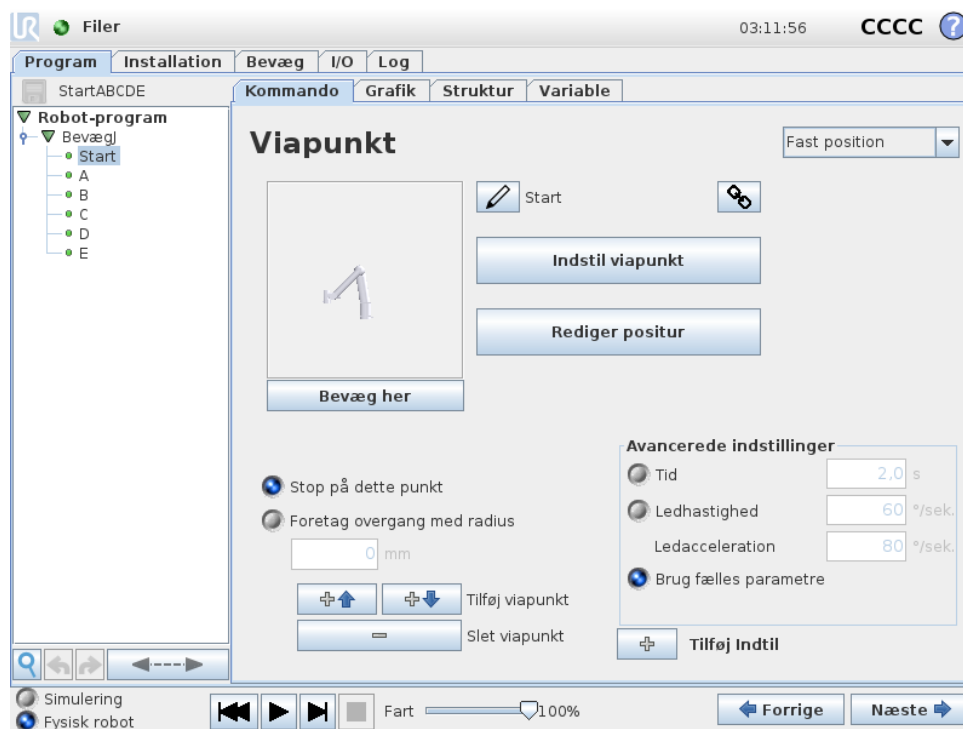 UR Filer 03:11:56 CCCC ?
Program Installation Bevæg I/O Log
StartABCDE
Kommando Grafik Struktur Variable
Robot-program
BevægJ
Start
A
B
C
D
E
Viapunkt
Fast position
Start
Indstil viapunkt
Rediger positur
Bevæg her
Stop på dette punkt
Foretag overgang med radius
0 mm
Tilføj viapunkt
Slet viapunkt
Avancerede indstillinger
Tid 2,0 s
Ledhastighed 60 °/sek.
Ledacceleration 80 °/sek.
Brug fælles parametre
Tilføj Indtil
Simulering
Fysisk robot
Fart 100%
Forrige Næste